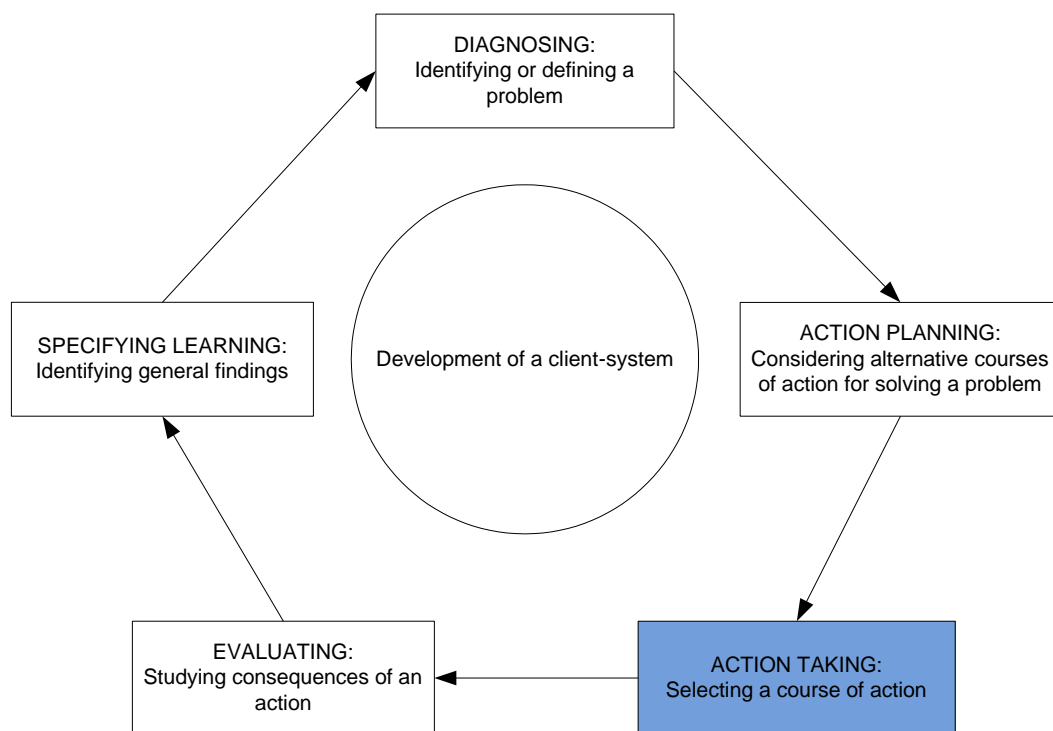 DIAGNOSING:
Identifying or defining a
problem
SPECIFYING LEARNING:
Identifying general findings
Development of a client-system
ACTION PLANNING:
Considering alternative courses
of action for solving a problem
EVALUATING:
Studying consequences of an
action
ACTION TAKING:
Selecting a course of action